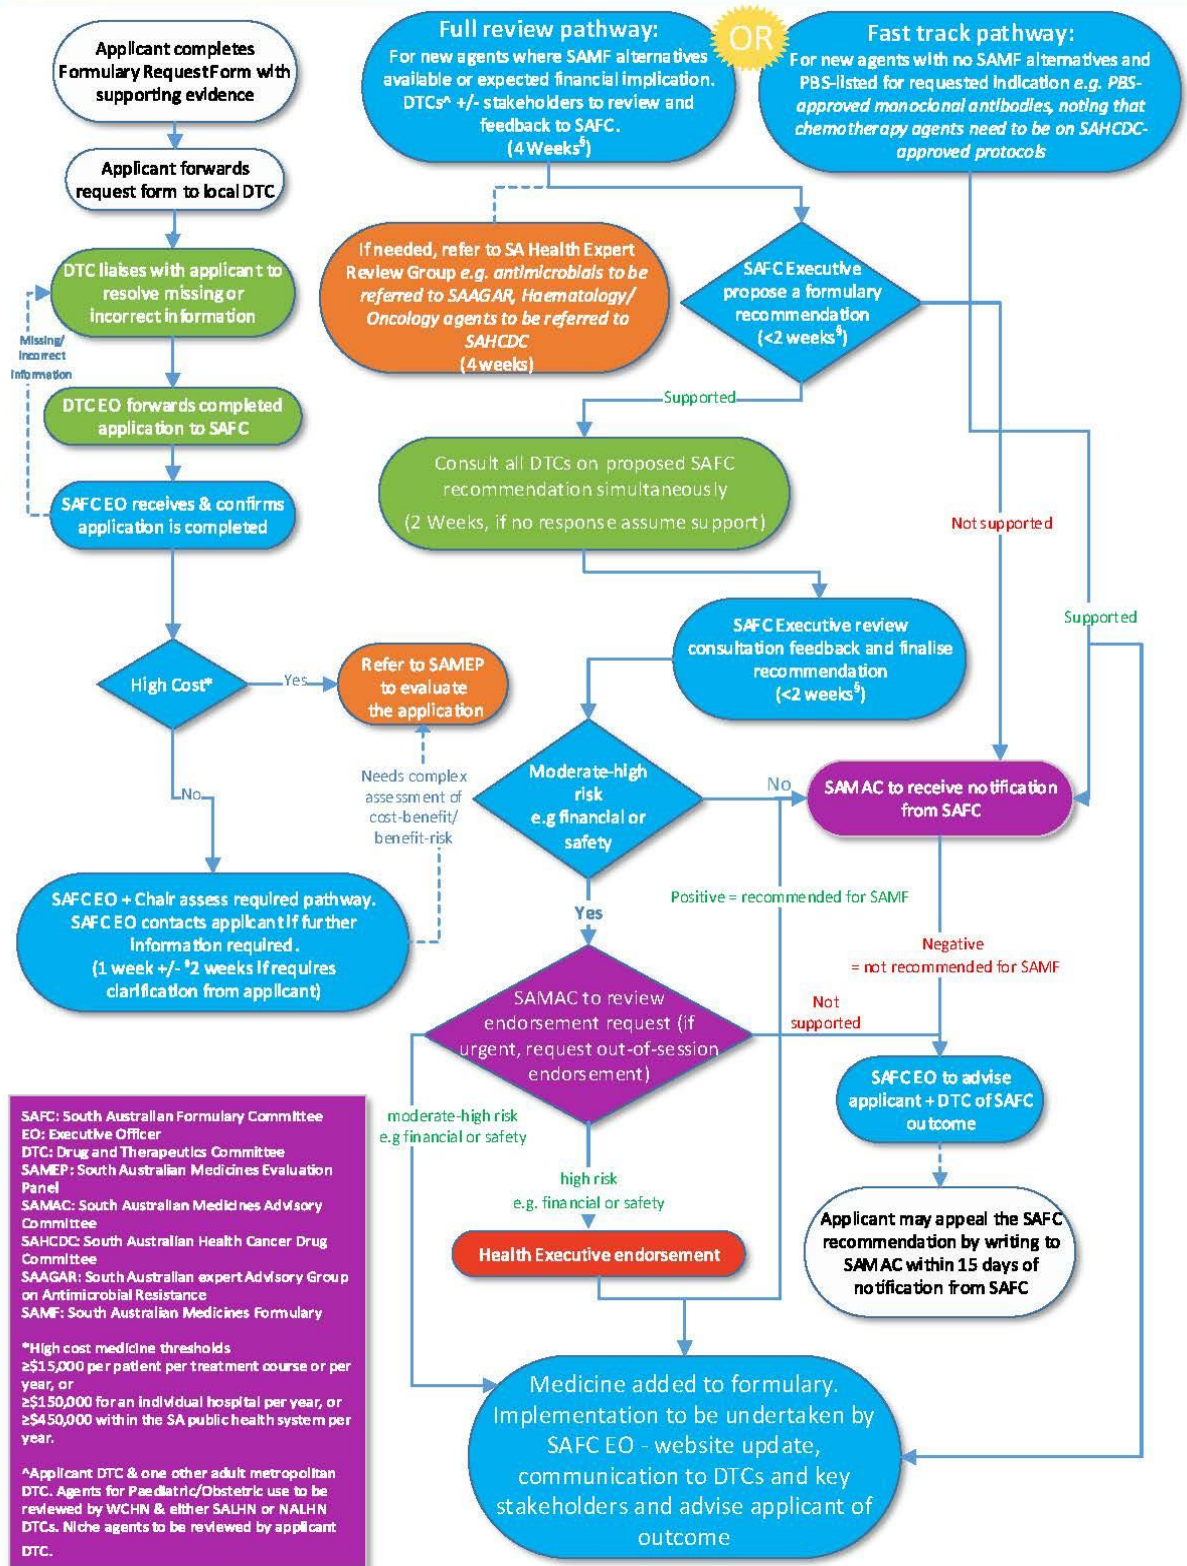 Applicant completes
Formulary Request Form with
supporting evidence
Applicant forwards
request form to local DTC
DTC liaises with applicant to
resolve missing or
incorrect information
Missing/
Incorrect
Information
DTC EO forwards completed
application to SAFC
SAFC EO receives & confirms
application is completed
High Cost*
Yes
Refer to SAMEP
to evaluate
the application
No
Needs complex
assessment of
cost-benefit/
benefit-risk
SAFC EO + Chair assess required pathway.
SAFC EO contacts applicant if further
information required.
(1 week +/- 2 weeks if requires
clarification from applicant)
Full review pathway:
For new agents where SAMF alternatives
available or expected financial implication.
DTCs^ +/- stakeholders to review and
feedback to SAFC.
(4 Weeks§)
OR
Fast track pathway:
For new agents with no SAMF alternatives and
PBS-listed for requested indication e.g. PBS-
approved monoclonal antibodies, noting that
chemotherapy agents need to be on SAHCDC-
approved protocols
If needed, refer to SA Health Expert
Review Group e.g. antimicrobials to be
referred to SAAGAR, Haematology/
Oncology agents to be referred to
SAHCDC
(4 weeks)
SAFC Executive
propose a formulary
recommendation
(<2 weeks§)
Supported
Not supported
Supported
Consult all DTCs on proposed SAFC
recommendation simultaneously
(2 Weeks, if no response assume support)
SAFC Executive review
consultation feedback and finalise
recommendation
(<2 weeks§)
Moderate-high
risk
e.g financial or
safety
No
Yes
SAMAC to receive notification
from SAFC
Positive = recommended for SAMF
Negative
= not recommended for SAMF
SAMAC to review
endorsement request (if
urgent, request out-of-session
endorsement)
Not
supported
moderate-high risk
e.g financial or safety
high risk
e.g. financial or safety
Health Executive endorsement
SAFC EO to advise
applicant + DTC of SAFC
outcome
Applicant may appeal the SAFC
recommendation by writing to
SAMAC within 15 days of
notification from SAFC
Medicine added to formulary.
Implementation to be undertaken by
SAFC EO - website update,
communication to DTCs and key
stakeholders and advise applicant of
outcome
SAFC: South Australian Formulary Committee
EO: Executive Officer
DTC: Drug and Therapeutics Committee
SAMEP: South Australian Medicines Evaluation
Panel
SAMAC: South Australian Medicines Advisory
Committee
SAHCDC: South Australian Health Cancer Drug
Committee
SAAGAR: South Australian expert Advisory Group
on Antimicrobial Resistance
SAMF: South Australian Medicines Formulary
*High cost medicine thresholds
≥$15,000 per patient per treatment course or per
year, or
≥$150,000 for an individual hospital per year, or
≥$450,000 within the SA public health system per
year.
^Applicant DTC & one other adult metropolitan
DTC. Agents for Paediatric/Obstetric use to be
reviewed by WCHN & either SALHN or NALHN
DTCs. Niche agents to be reviewed by applicant
DTC.